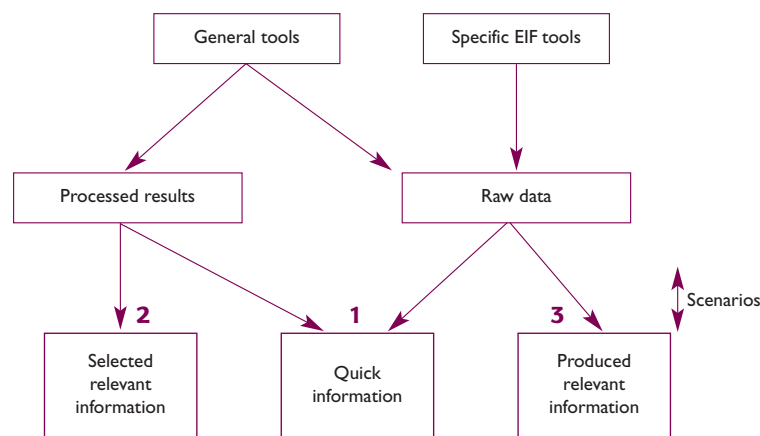 General tools
Specific EIF tools
Processed results
Raw data
Scenarios
2
1
3
Selected
relevant
information
Quick
information
Produced
relevant
information